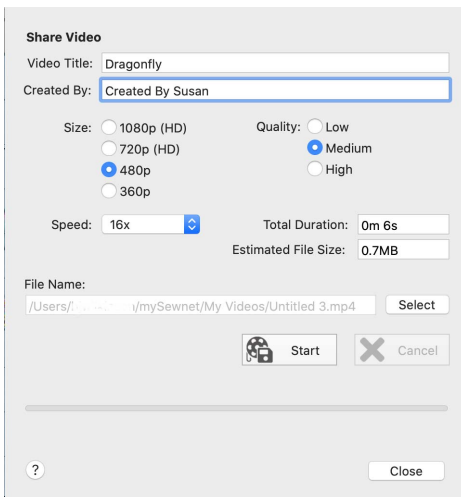 Share Video
Video Title: Dragonfly
Created By: Created By Susan
Size: 1080p (HD) Quality: Low
720p (HD) Medium
480p High
360p
Speed: 16x Total Duration: 0m 6s
Estimated File Size: 0.7MB
File Name:
/Users/ /mySewnet/My Videos/Untitled 3.mp4 Select
Start Cancel
? Close